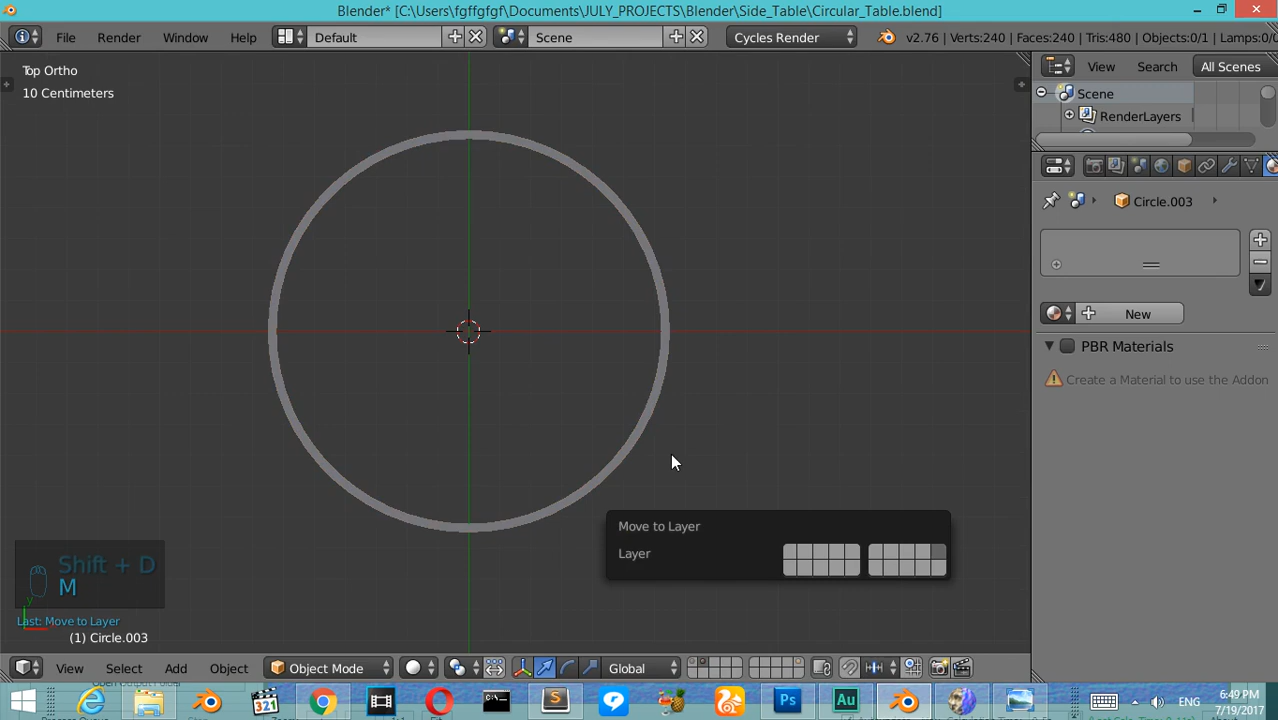 Blender* [C:\Users\fgffgfgf\Documents\JULY_PROJECTS\Blender\Side_Table\Circular_Table.blend]
File Render Window Help Default Scene Cycles Render v2.76 | Verts:240 | Faces:240 | Tris:480 | Objects:0/1 | Lamps:0/
Top Ortho
10 Centimeters
View Search All Scenes
Scene
RenderLayers
Circle.003
New
PBR Materials
Create a Material to use the Addon
Move to Layer
Layer
Shift + D
M
Last: Move to Layer
(1) Circle.003
View Select Add Object Object Mode Global
ENG
6:49 PM
7/19/2017